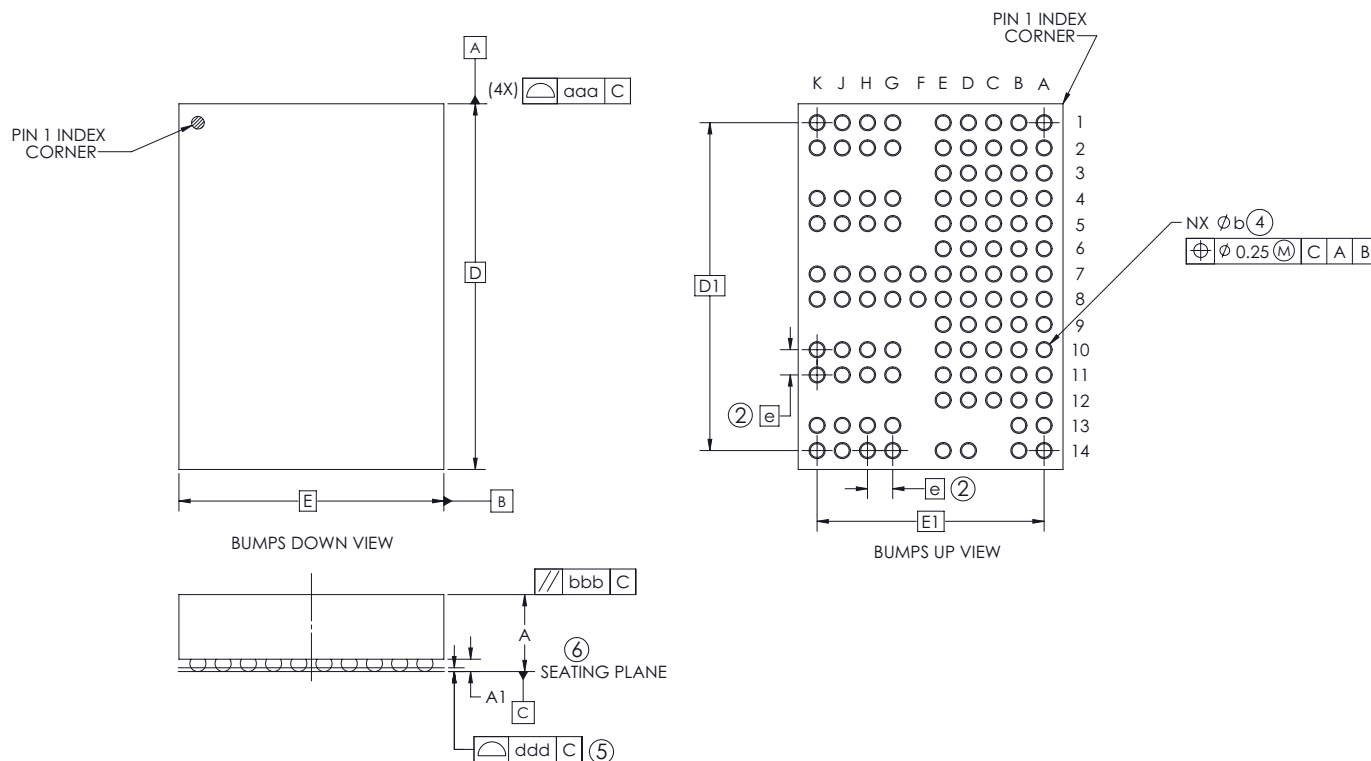 PIN 1 INDEX
CORNER
A
(4X) aaa C
PIN 1 INDEX
CORNER
K J H G F E D C B A
1
2
3
4
5
6
7
8
9
10
11
12
13
14
NX Øb 4
⌖ Ø 0.25 Ⓜ C A B
D
D1
2 e
e 2
E
B
E1
BUMPS DOWN VIEW
BUMPS UP VIEW
// bbb C
A
6
SEATING PLANE
A1
C
ddd C 5